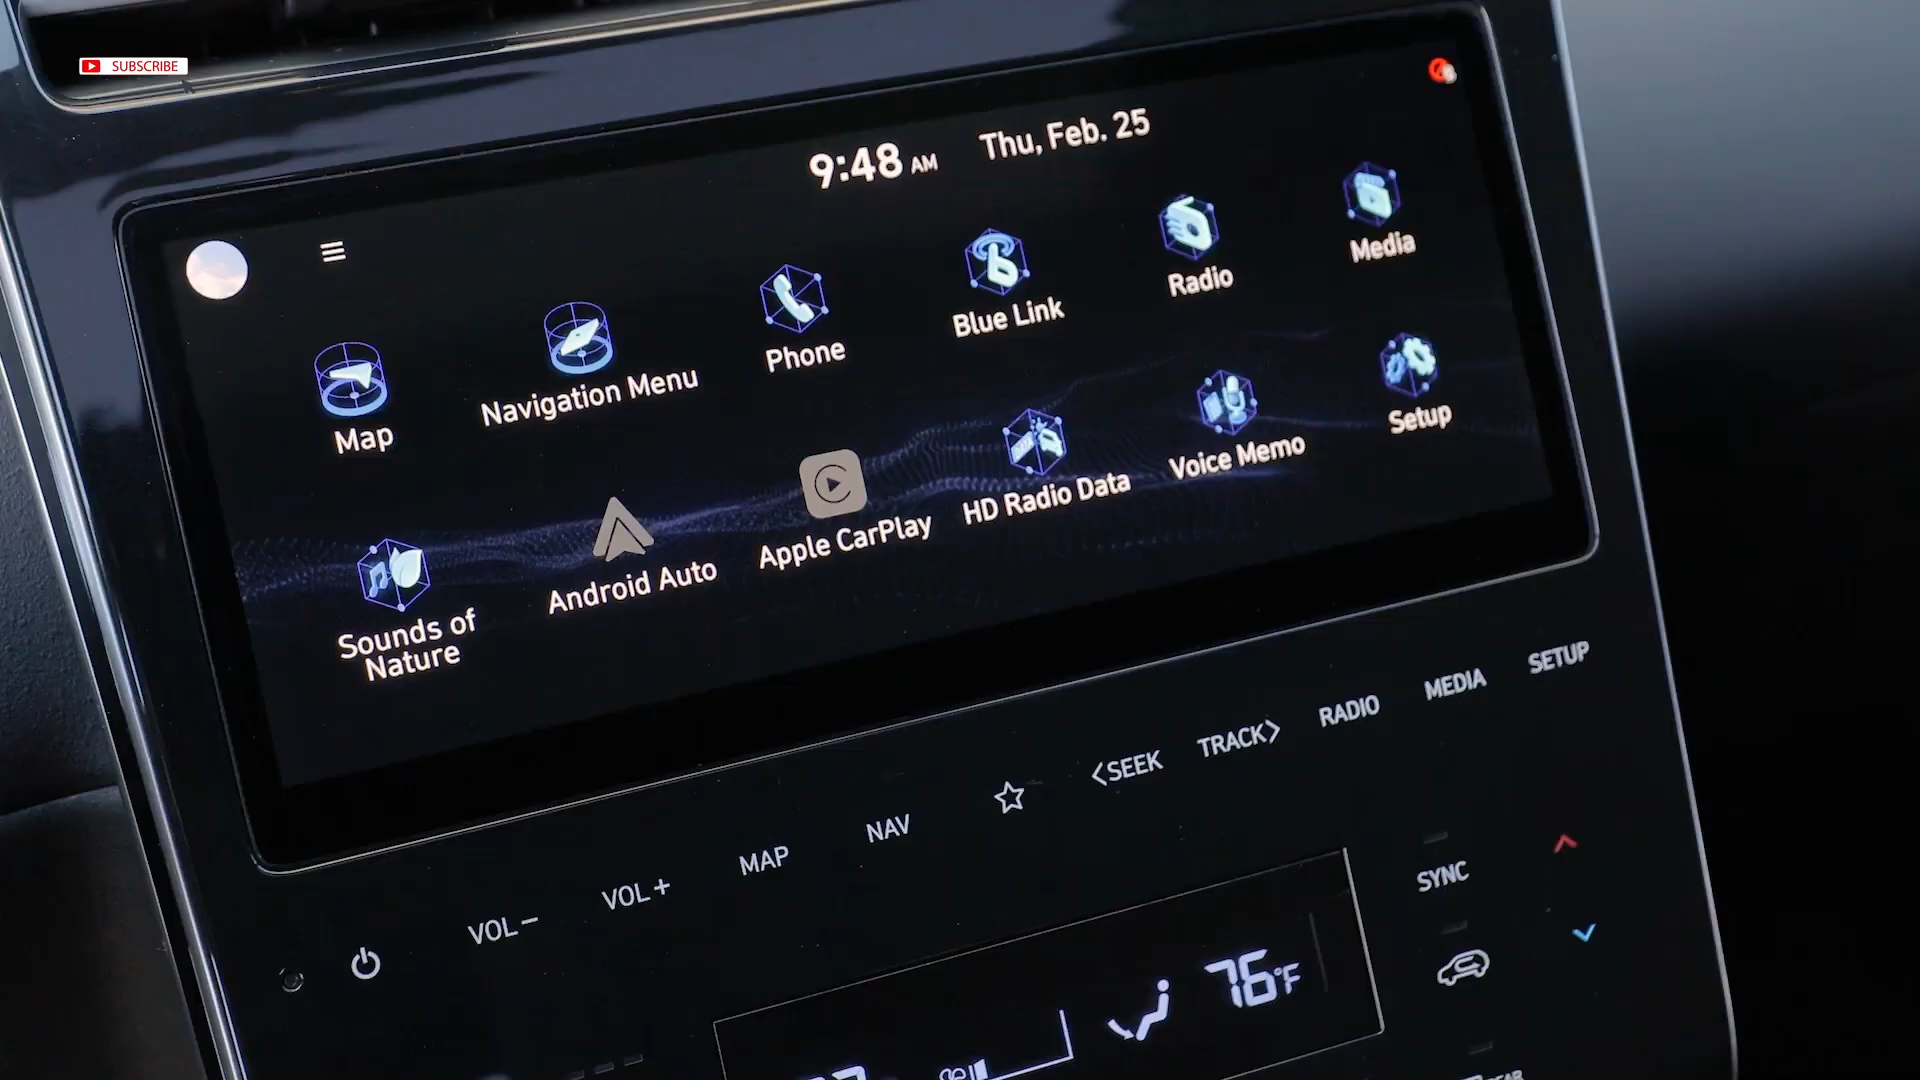 SUBSCRIBE
9:48 AM
Thu, Feb. 25
Map
Navigation Menu
Phone
Blue Link
Radio
Media
Sounds of
Nature
Android Auto
Apple CarPlay
HD Radio Data
Voice Memo
Setup
VOL −
VOL +
MAP
NAV
<SEEK
TRACK>
RADIO
MEDIA
SETUP
SYNC
76°F